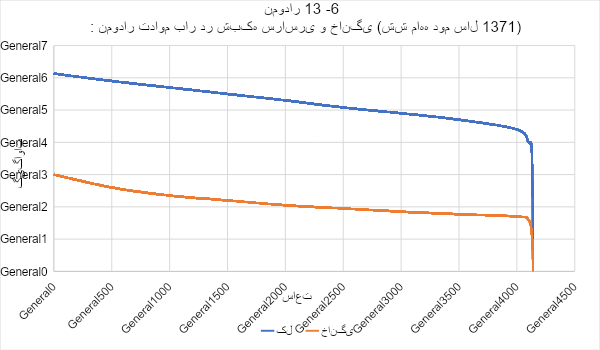 نمودار 13 -6
نمودار تداوم بار در شبکه سراسری و خانگی (شش ماهه دوم سال 1371) :
General7
General6
General5
General4
General3
General2
General1
General0
گیگاوات
General0
General500
General1000
General1500
General2000
General2500
General3000
General3500
General4000
General4500
ساعت
کل
خانگی